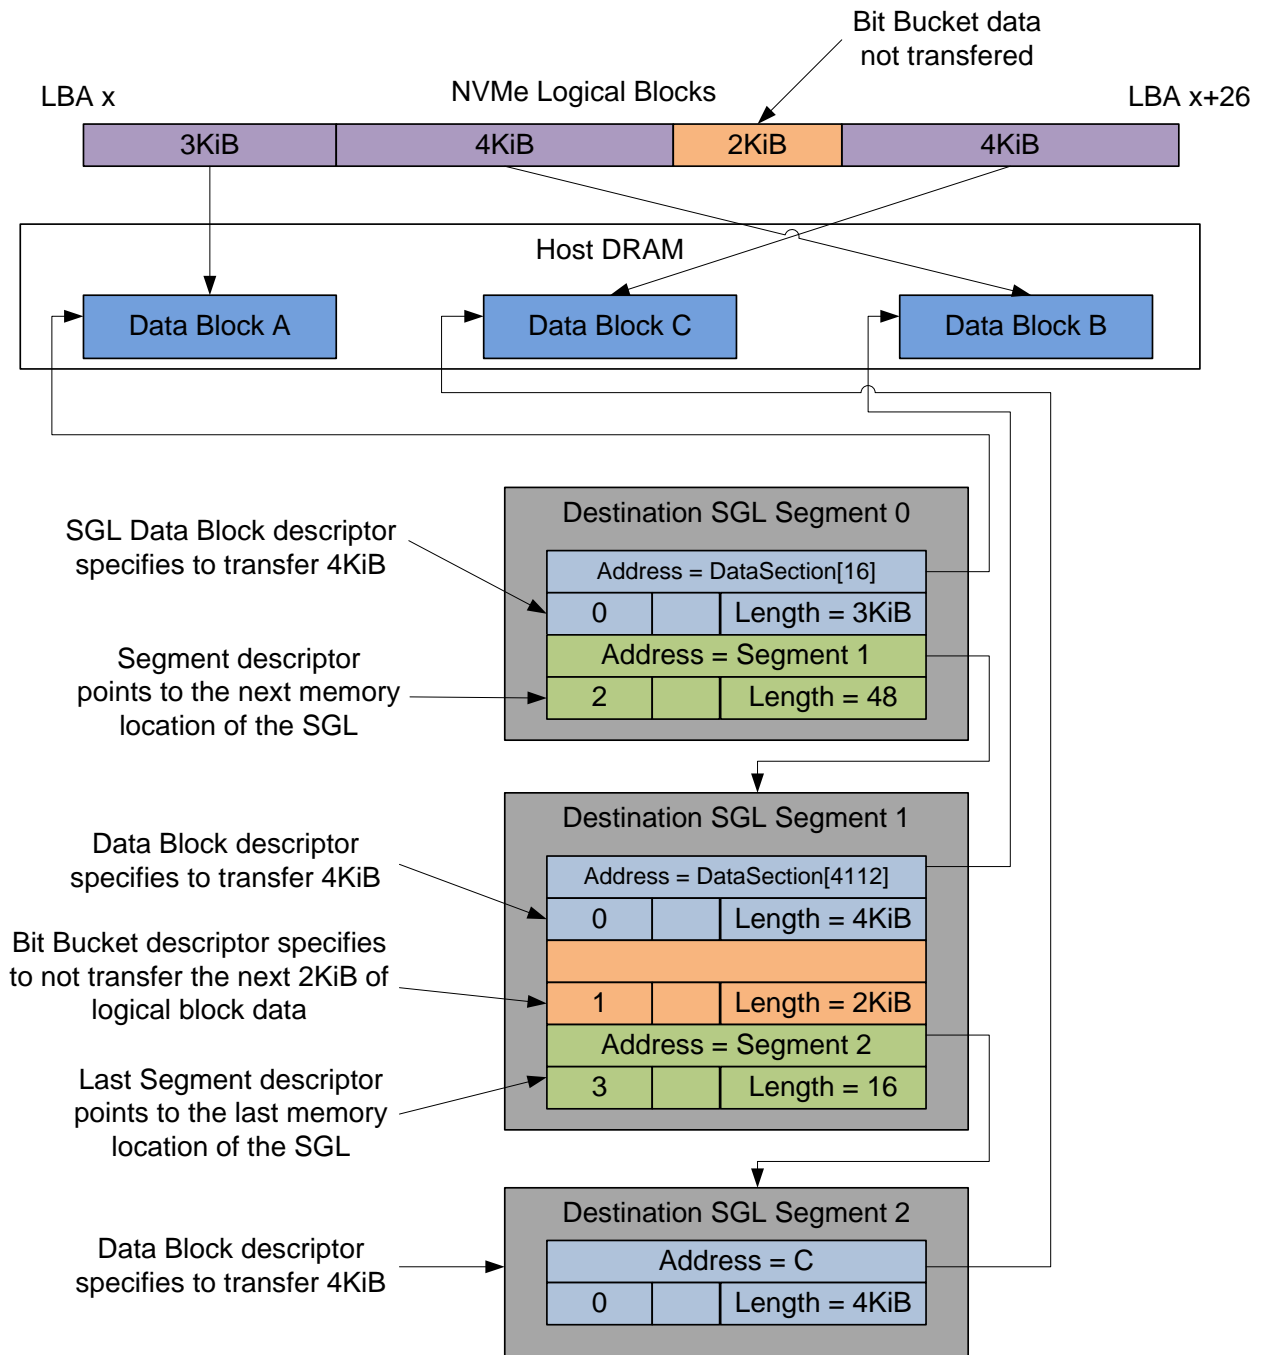 Bit Bucket data
not transfered
LBA x
NVMe Logical Blocks
LBA x+26
3KiB
4KiB
2KiB
4KiB
Host DRAM
Data Block A
Data Block C
Data Block B
Destination SGL Segment 0
SGL Data Block descriptor
specifies to transfer 4KiB
Address = DataSection[16]
0
Length = 3KiB
Segment descriptor
points to the next memory
location of the SGL
Address = Segment 1
2
Length = 48
Destination SGL Segment 1
Data Block descriptor
specifies to transfer 4KiB
Address = DataSection[4112]
0
Length = 4KiB
Bit Bucket descriptor specifies
to not transfer the next 2KiB of
logical block data
1
Length = 2KiB
Address = Segment 2
Last Segment descriptor
points to the last memory
location of the SGL
3
Length = 16
Destination SGL Segment 2
Data Block descriptor
specifies to transfer 4KiB
Address = C
0
Length = 4KiB